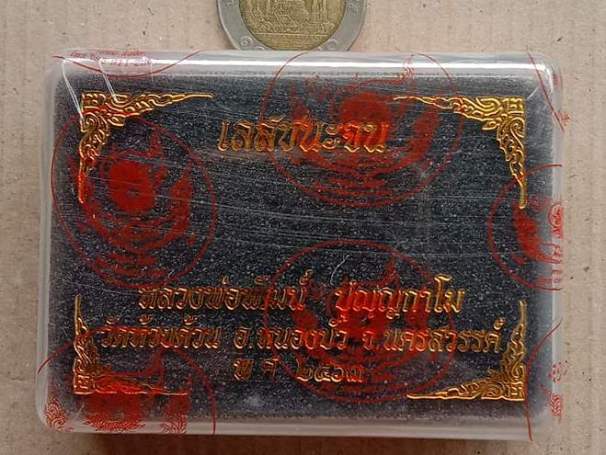 เจสัชนะจน
หลวงพ่อพัฒน์ ปุญฺญกาโม
วัดห้วยด้วน อ.หนองบัว จ.นครสวรรค์
พ.ศ ๒๕๖๓